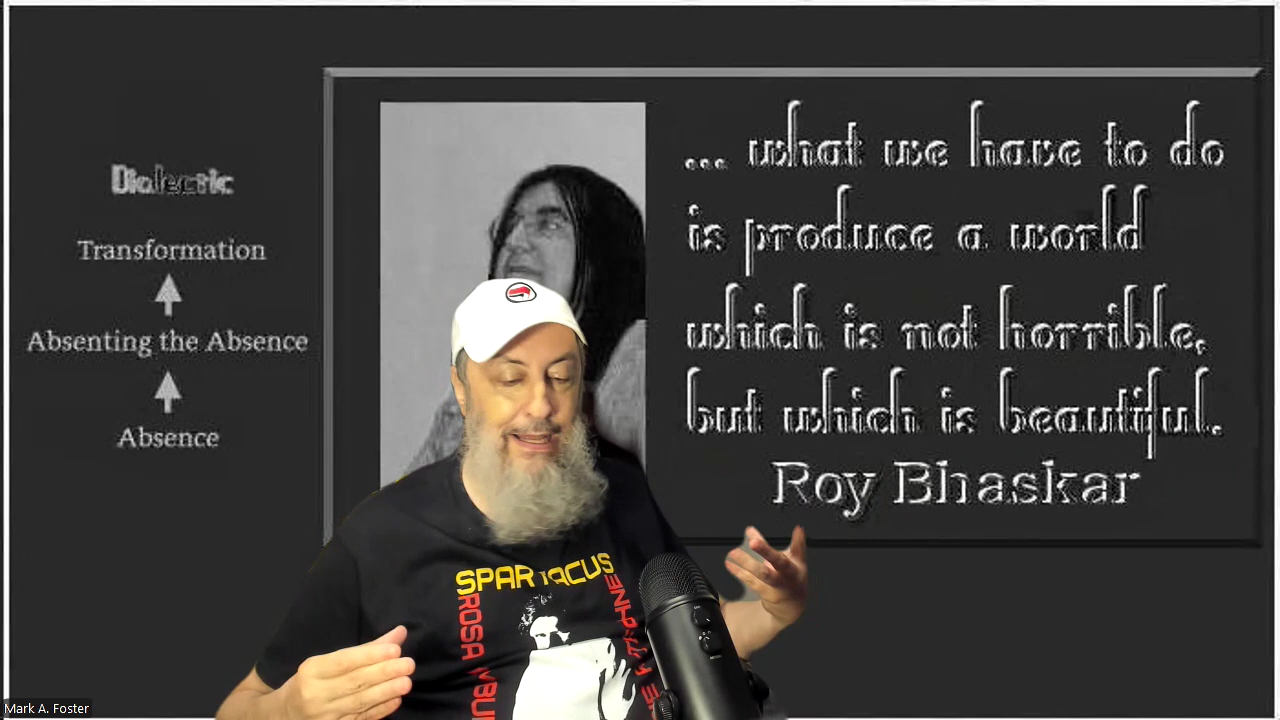 Dialectic
Transformation
Absenting the Absence
Absence
... what we have to do
is produce a world
which is not horrible,
but which is beautiful.
Roy Bhaskar
SPARTACUS
ROSA
Mark A. Foster